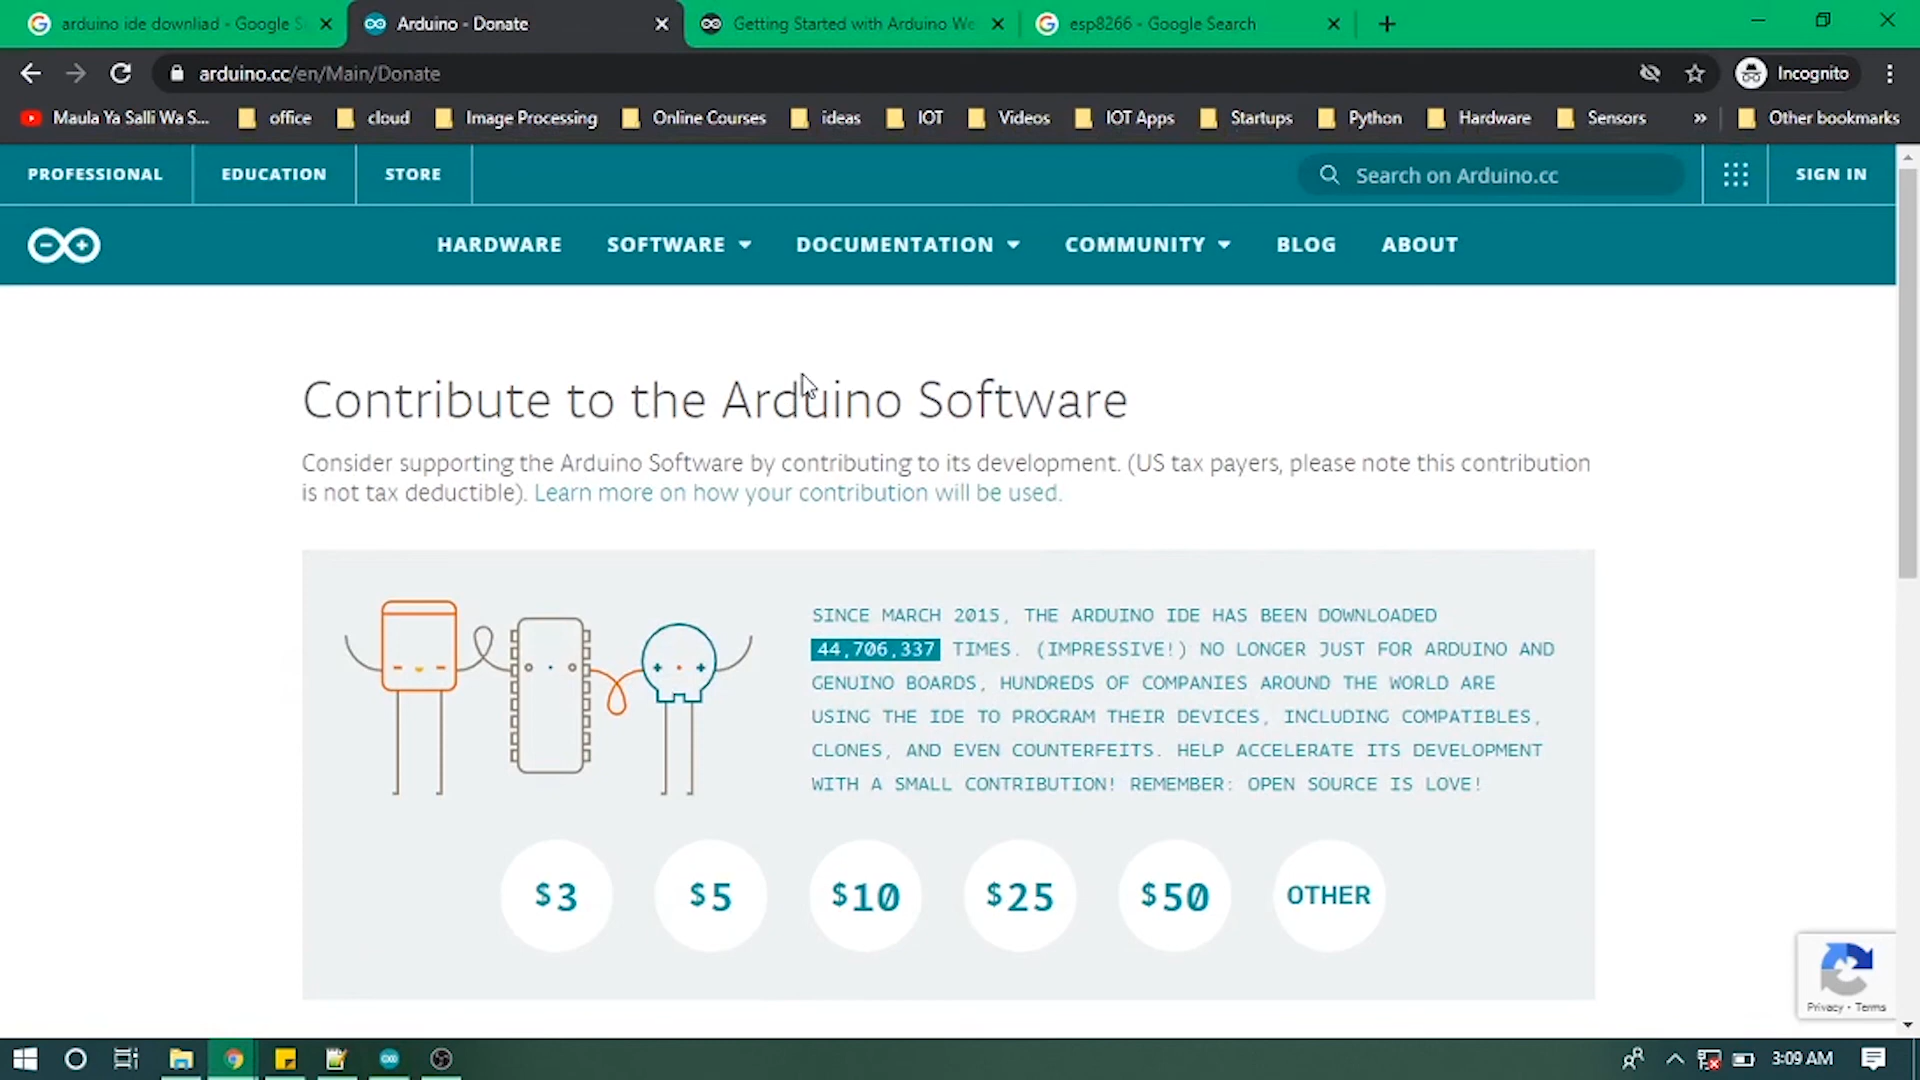 arduino ide downliad - Google S
Arduino - Donate
Getting Started with Arduino We
esp8266 - Google Search
arduino.cc/en/Main/Donate
Incognito
Maula Ya Salli Wa S...
office
cloud
Image Processing
Online Courses
ideas
IOT
Videos
IOT Apps
Startups
Python
Hardware
Sensors
»
Other bookmarks
PROFESSIONAL
EDUCATION
STORE
Search on Arduino.cc
SIGN IN
HARDWARE
SOFTWARE
DOCUMENTATION
COMMUNITY
BLOG
ABOUT
Contribute to the Arduino Software
Consider supporting the Arduino Software by contributing to its development. (US tax payers, please note this contribution
is not tax deductible). Learn more on how your contribution will be used.
SINCE MARCH 2015, THE ARDUINO IDE HAS BEEN DOWNLOADED
44,706,337 TIMES. (IMPRESSIVE!) NO LONGER JUST FOR ARDUINO AND
GENUINO BOARDS, HUNDREDS OF COMPANIES AROUND THE WORLD ARE
USING THE IDE TO PROGRAM THEIR DEVICES, INCLUDING COMPATIBLES,
CLONES, AND EVEN COUNTERFEITS. HELP ACCELERATE ITS DEVELOPMENT
WITH A SMALL CONTRIBUTION! REMEMBER: OPEN SOURCE IS LOVE!
$3
$5
$10
$25
$50
OTHER
Privacy - Terms
3:09 AM